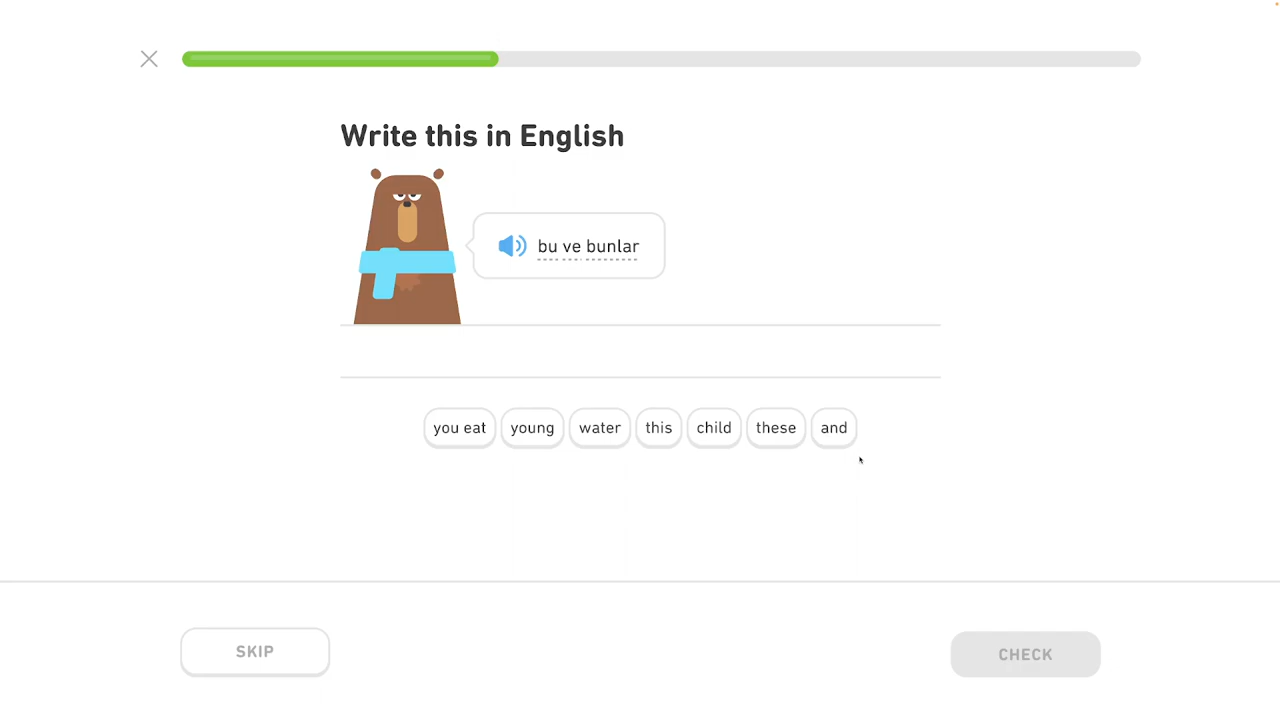 Write this in English
bu ve bunlar
you eat young water this child these and
SKIP CHECK